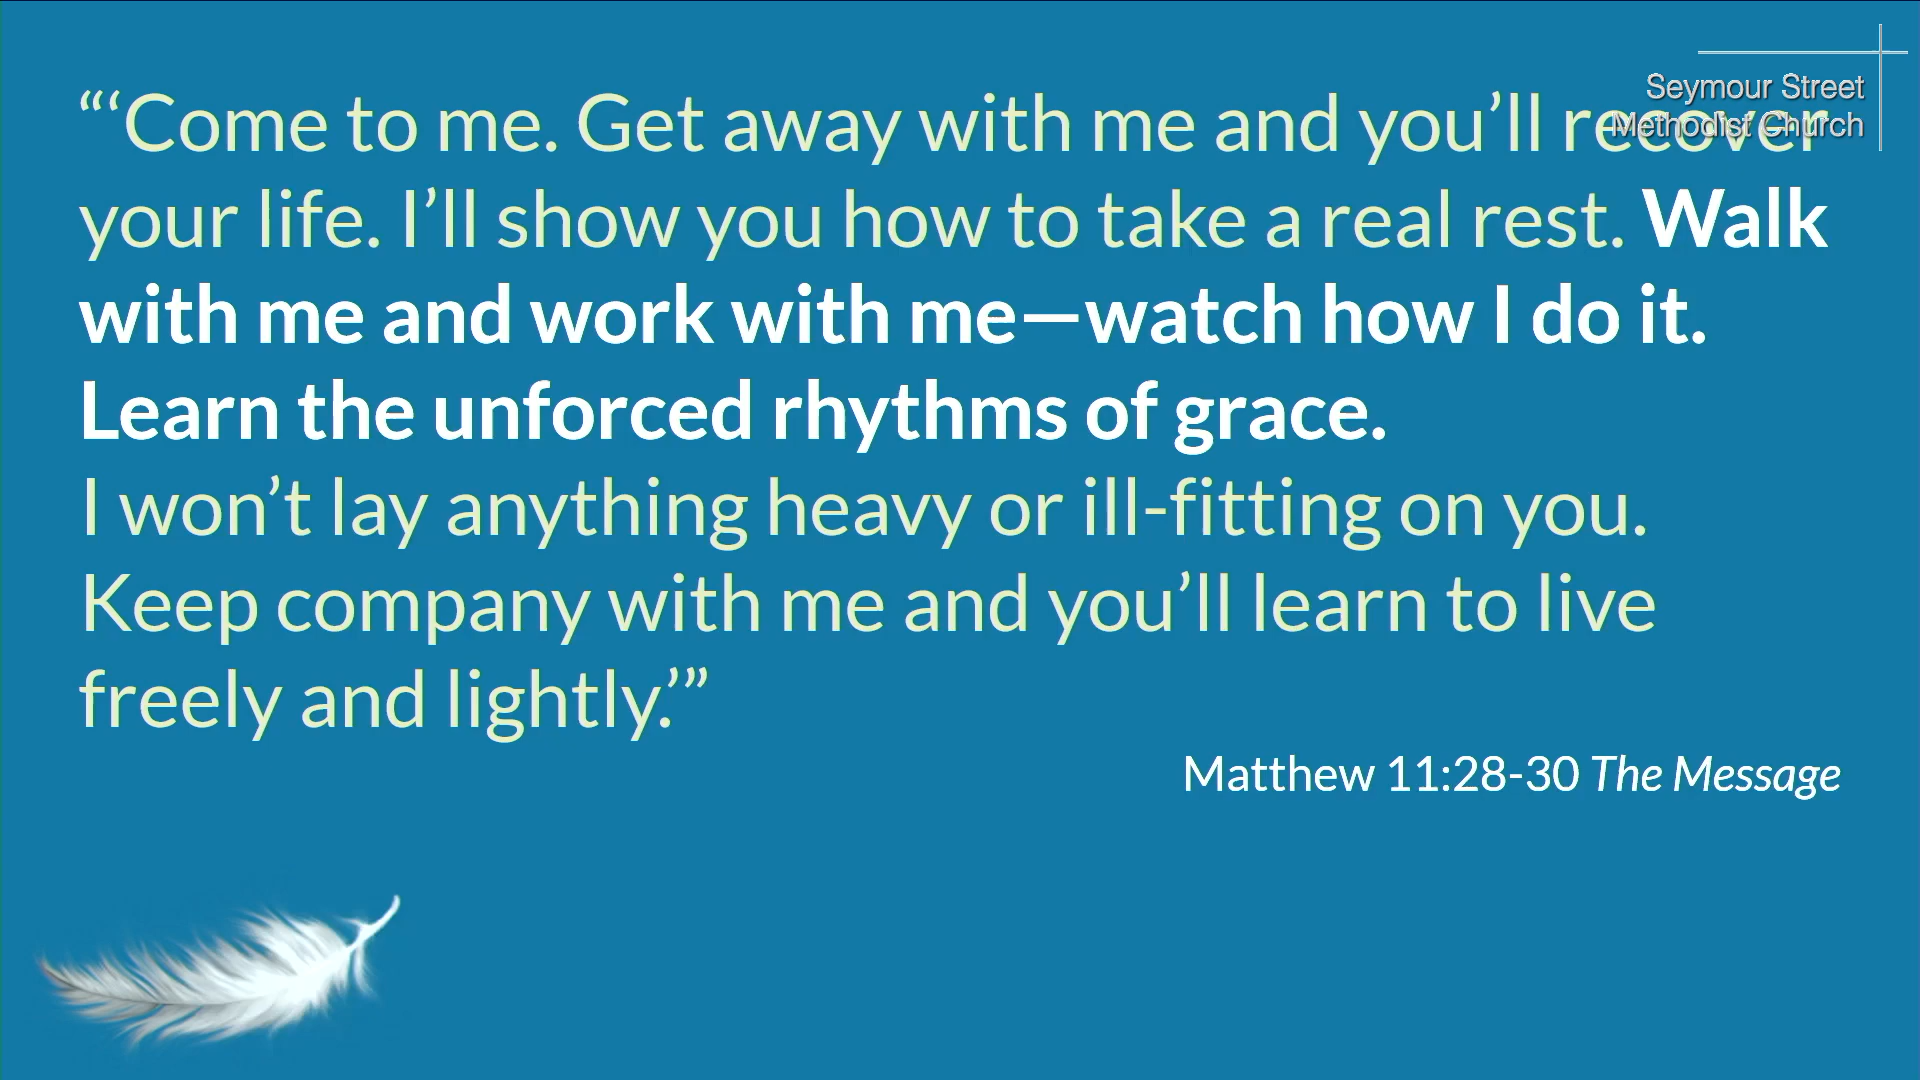 “‘Come to me. Get away with me and you’ll recover
your life. I’ll show you how to take a real rest. Walk
with me and work with me—watch how I do it.
Learn the unforced rhythms of grace.
I won’t lay anything heavy or ill-fitting on you.
Keep company with me and you’ll learn to live
freely and lightly.’”
Matthew 11:28-30 The Message
Seymour Street
Methodist Church